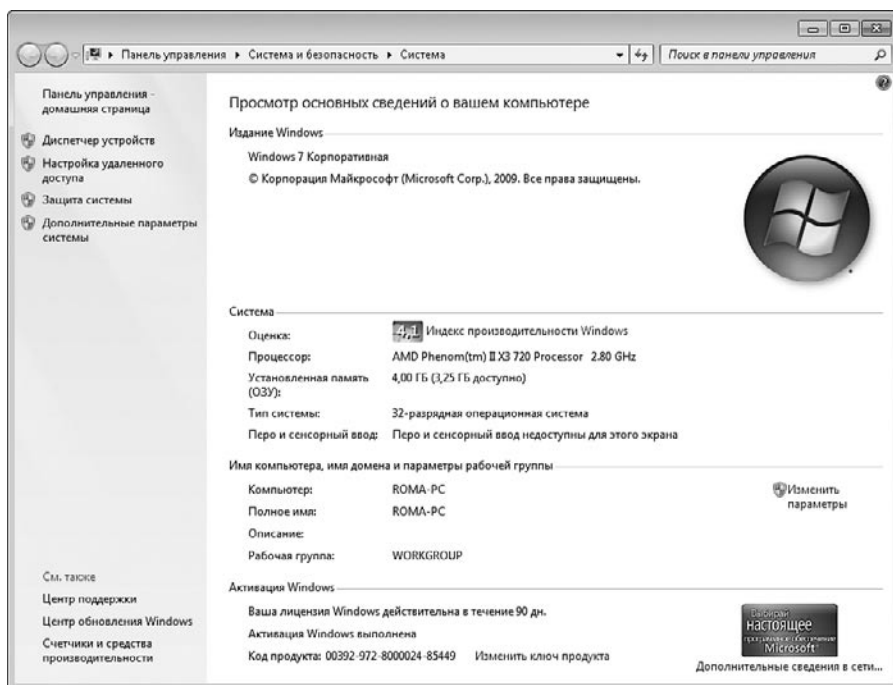 Панель управления ▸ Система и безопасность ▸ Система
Поиск в панели управления
Панель управления -
домашняя страница
Диспетчер устройств
Настройка удаленного
доступа
Защита системы
Дополнительные параметры
системы
См. также
Центр поддержки
Центр обновления Windows
Счетчики и средства
производительности
Просмотр основных сведений о вашем компьютере
Издание Windows
Windows 7 Корпоративная
© Корпорация Майкрософт (Microsoft Corp.), 2009. Все права защищены.
Система
Оценка: 4,1 Индекс производительности Windows
Процессор: AMD Phenom(tm) II X3 720 Processor 2.80 GHz
Установленная память 4,00 ГБ (3,25 ГБ доступно)
(ОЗУ):
Тип системы: 32-разрядная операционная система
Перо и сенсорный ввод: Перо и сенсорный ввод недоступны для этого экрана
Имя компьютера, имя домена и параметры рабочей группы
Компьютер: ROMA-PC
Изменить
параметры
Полное имя: ROMA-PC
Описание:
Рабочая группа: WORKGROUP
Активация Windows
Ваша лицензия Windows действительна в течение 90 дн.
Активация Windows выполнена
Код продукта: 00392-972-8000024-85449 Изменить ключ продукта
Выбирай
настоящее
программное обеспечение
Microsoft
Дополнительные сведения в сети...